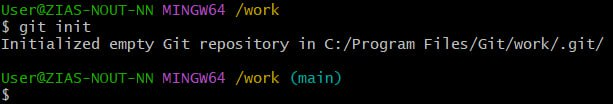 User@ZIAS-NOUT-NN MINGW64 /work
$ git init
Initialized empty Git repository in C:/Program Files/Git/work/.git/
User@ZIAS-NOUT-NN MINGW64 /work (main)
$